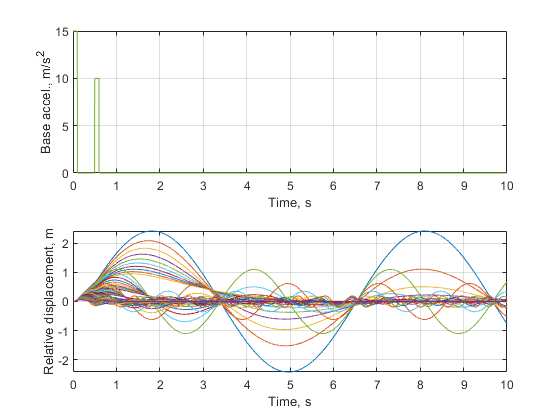 15
10
5
0
Base accel., m/s²
0 1 2 3 4 5 6 7 8 9 10
Time, s
2
1
0
-1
-2
Relative displacement, m
0 1 2 3 4 5 6 7 8 9 10
Time, s